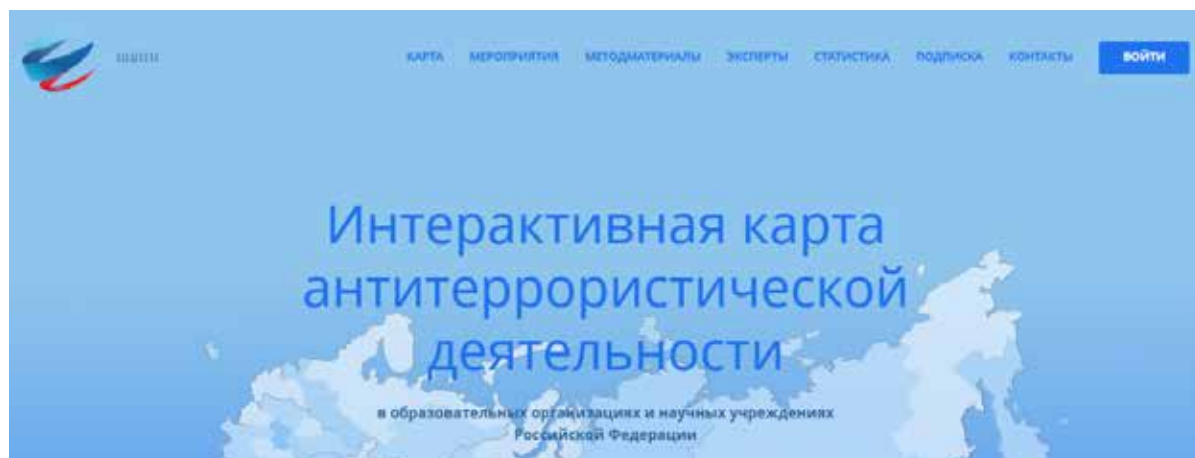 КАРТА МЕРОПРИЯТИЯ МЕТОДМАТЕРИАЛЫ ЭКСПЕРТЫ СТАТИСТИКА ПОДПИСКА КОНТАКТЫ ВОЙТИ
Интерактивная карта
антитеррористической
деятельности
в образовательных организациях и научных учреждениях
Российской Федерации